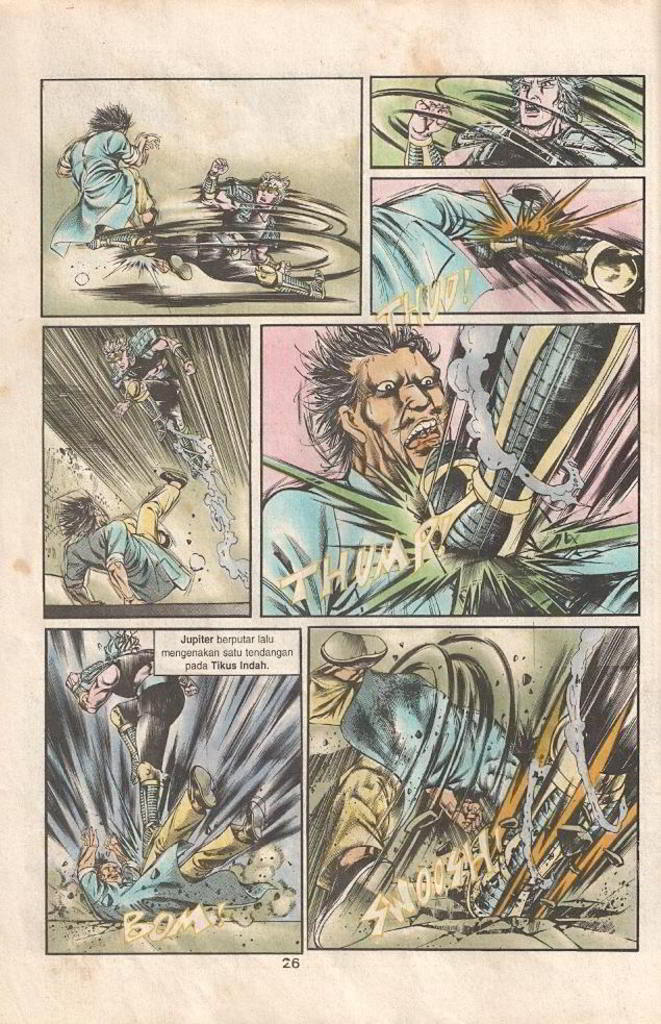 THUD!
THUMP!
Jupiter berputar lalu
mengenakan satu tendangan
pada Tikus Indah.
BOM!
SWOOSH!
26